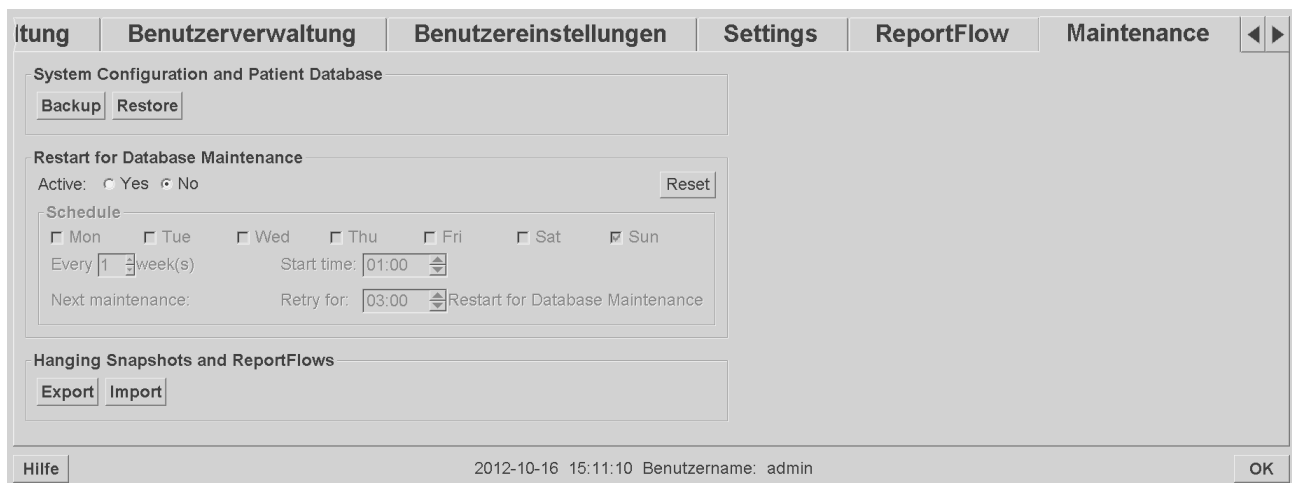 ltung Benutzerverwaltung Benutzereinstellungen Settings ReportFlow Maintenance
System Configuration and Patient Database
Backup Restore
Restart for Database Maintenance
Active: Yes No Reset
Schedule
Mon Tue Wed Thu Fri Sat Sun
Every 1 week(s) Start time: 01:00
Next maintenance: Retry for: 03:00 Restart for Database Maintenance
Hanging Snapshots and ReportFlows
Export Import
Hilfe 2012-10-16 15:11:10 Benutzername: admin OK